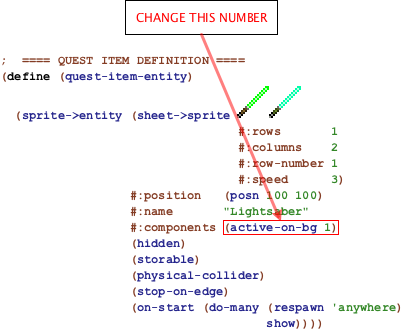 CHANGE THIS NUMBER
;  ==== QUEST ITEM DEFINITION ====
(define (quest-item-entity)
(sprite->entity (sheet->sprite
#:rows 1
#:columns 2
#:row-number 1
#:speed 3)
#:position (posn 100 100)
#:name "Lightsaber"
#:components (active-on-bg 1)
(hidden)
(storable)
(physical-collider)
(stop-on-edge)
(on-start (do-many (respawn 'anywhere)
show))))